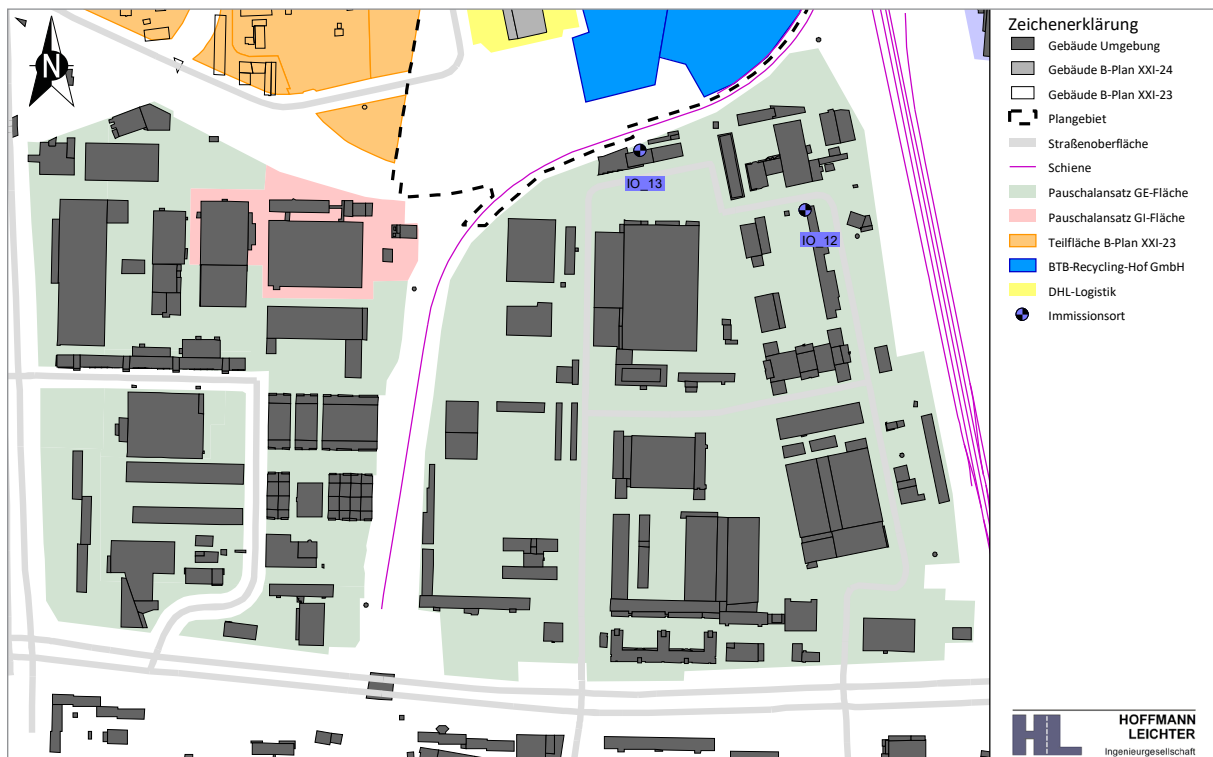 N
IO_13
IO_12
Zeichenerklärung
Gebäude Umgebung
Gebäude B-Plan XXI-24
Gebäude B-Plan XXI-23
Plangebiet
Straßenoberfläche
Schiene
Pauschalansatz GE-Fläche
Pauschalansatz GI-Fläche
Teilfläche B-Plan XXI-23
BTB-Recycling-Hof GmbH
DHL-Logistik
Immissionsort
HL
HOFFMANN
LEICHTER
Ingenieurgesellschaft